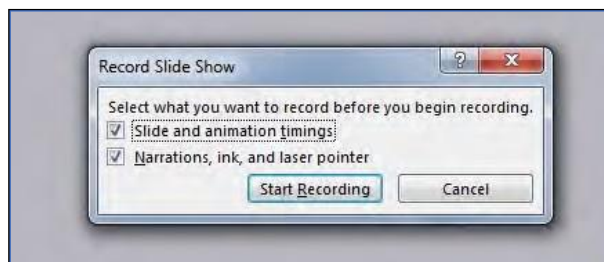 Record Slide Show
Select what you want to record before you begin recording.
Slide and animation timings
Narrations, ink, and laser pointer
Start Recording
Cancel